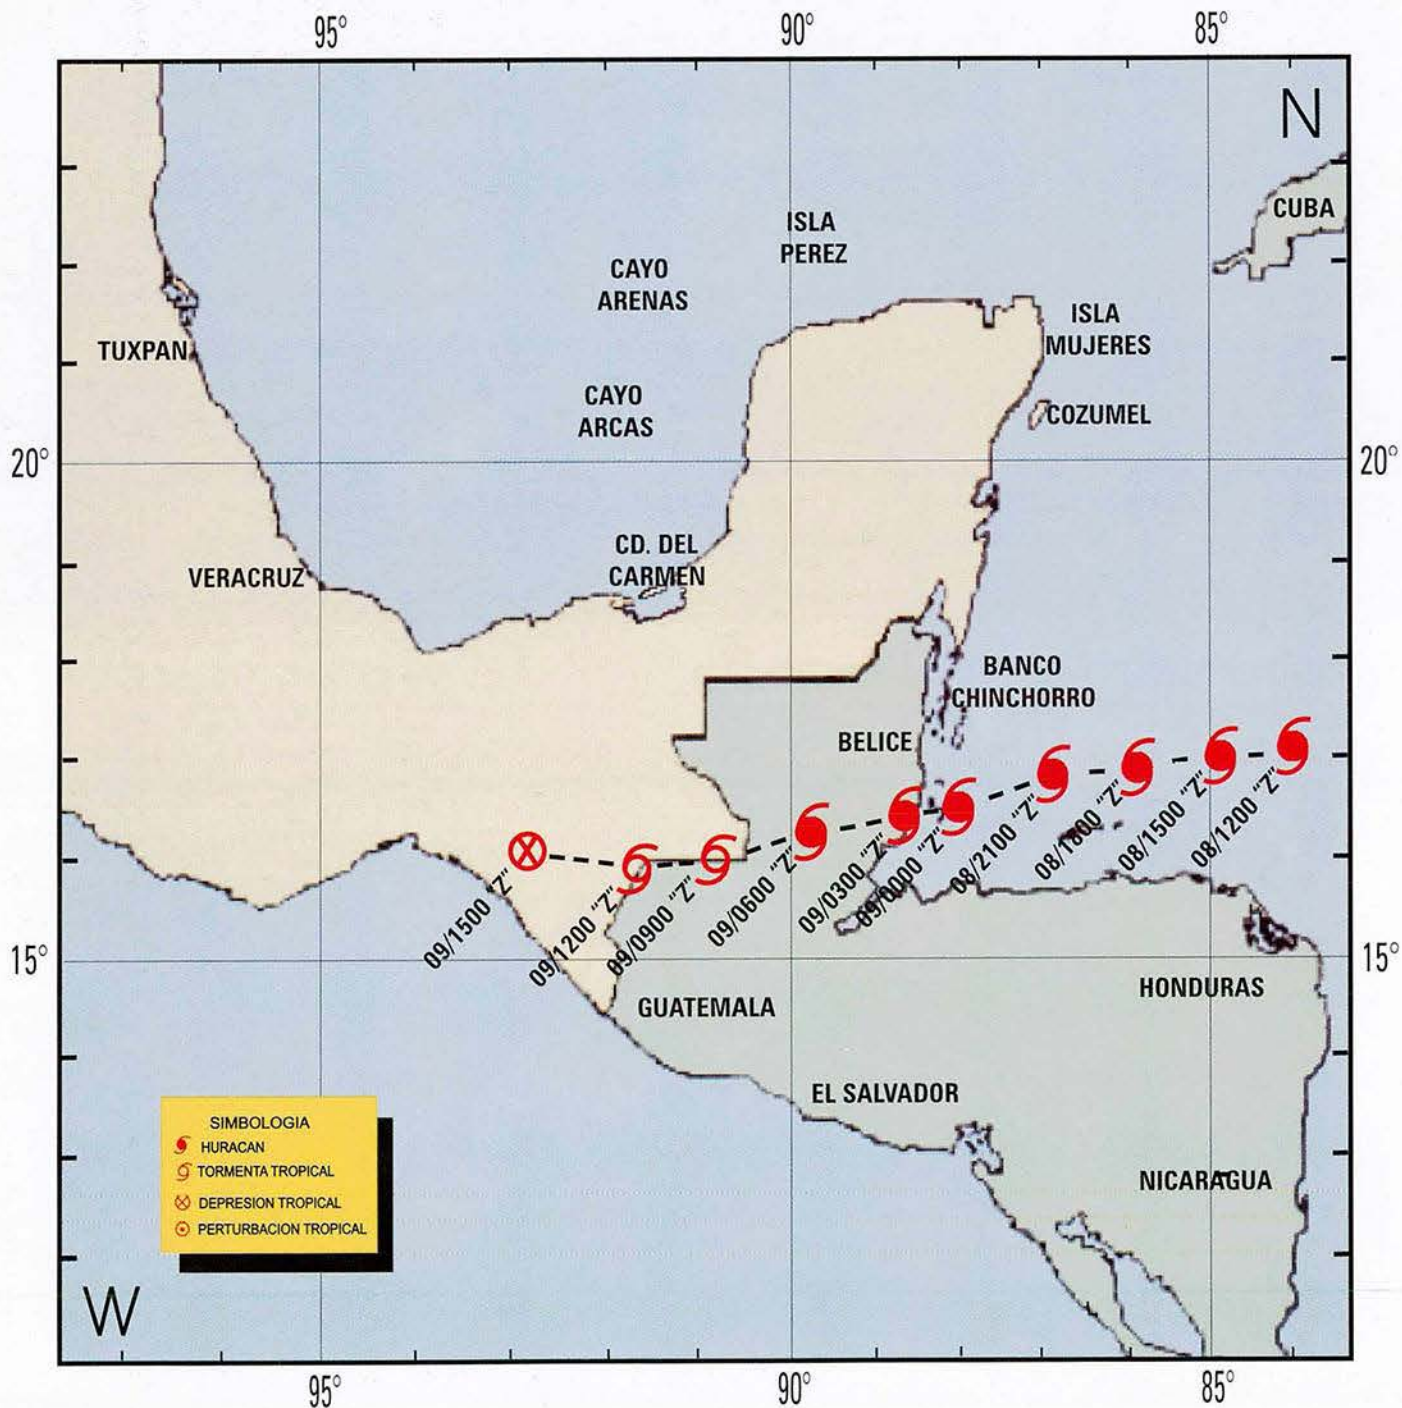 95°
90°
85°
N
CUBA
ISLA
PEREZ
CAYO
ARENAS
ISLA
MUJERES
TUXPAN
CAYO
ARCAS
COZUMEL
20°
20°
CD. DEL
CARMEN
VERACRUZ
BANCO
CHINCHORRO
BELICE
09/1500 "Z"
09/1200 "Z"
09/0900 "Z"
09/0600 "Z"
09/0300 "Z"
09/0000 "Z"
08/2100 "Z"
08/1800 "Z"
08/1500 "Z"
08/1200 "Z"
15°
15°
HONDURAS
GUATEMALA
EL SALVADOR
NICARAGUA
SIMBOLOGIA
HURACAN
TORMENTA TROPICAL
DEPRESION TROPICAL
PERTURBACION TROPICAL
W
95°
90°
85°